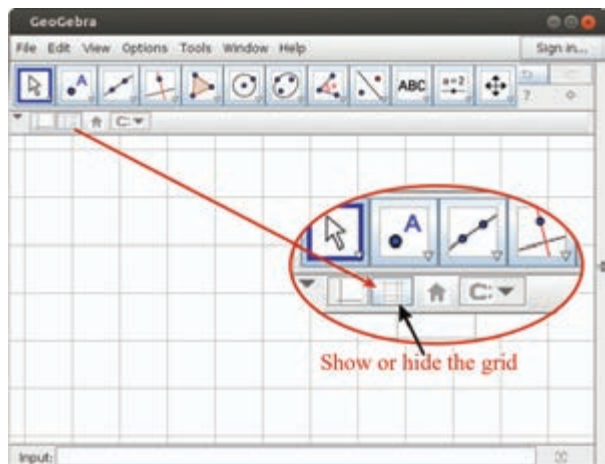 GeoGebra
File Edit View Options Tools Window Help Sign in...
A ABC a=2
A
Show or hide the grid
Input: